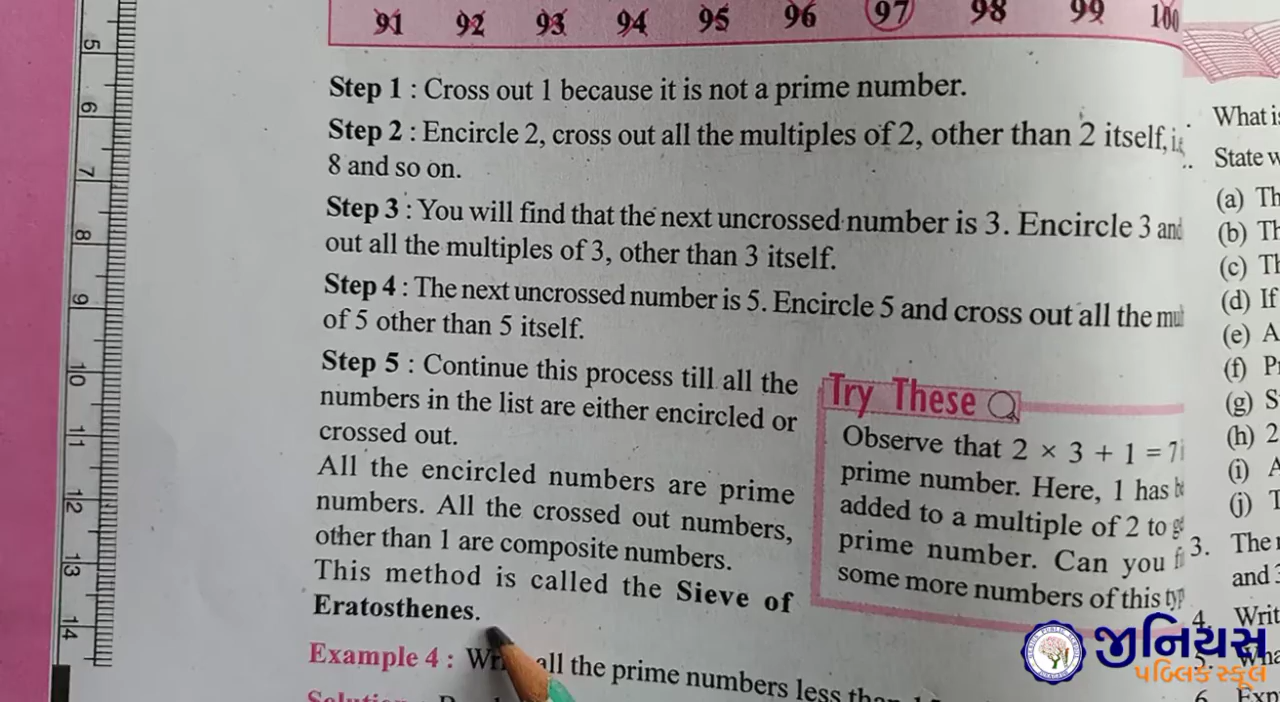 91 92 93 94 95 96 97 98 99 100
Step 1 : Cross out 1 because it is not a prime number.
Step 2 : Encircle 2, cross out all the multiples of 2, other than 2 itself,
8 and so on.
Step 3 : You will find that the next uncrossed number is 3. Encircle 3 and
out all the multiples of 3, other than 3 itself.
Step 4 : The next uncrossed number is 5. Encircle 5 and cross out all the
of 5 other than 5 itself.
Step 5 : Continue this process till all the
numbers in the list are either encircled or
crossed out.
All the encircled numbers are prime
numbers. All the crossed out numbers,
other than 1 are composite numbers.
This method is called the Sieve of
Eratosthenes.
Example 4 : all the prime numbers less
Try These
Observe that 2 × 3 + 1 = 7
prime number. Here, 1 has
added to a multiple of 2 to
prime number. Can you
some more numbers of this
What
State
(a)
(b)
(c)
(d) If
(e) A
(f)
(g)
(h) 2
(i) A
(j)
3. The
and
4.
5.
6.
5
6
7
8
9
10
11
12
13
14
જીનિયસ
પબ્લિક સ્કૂલ